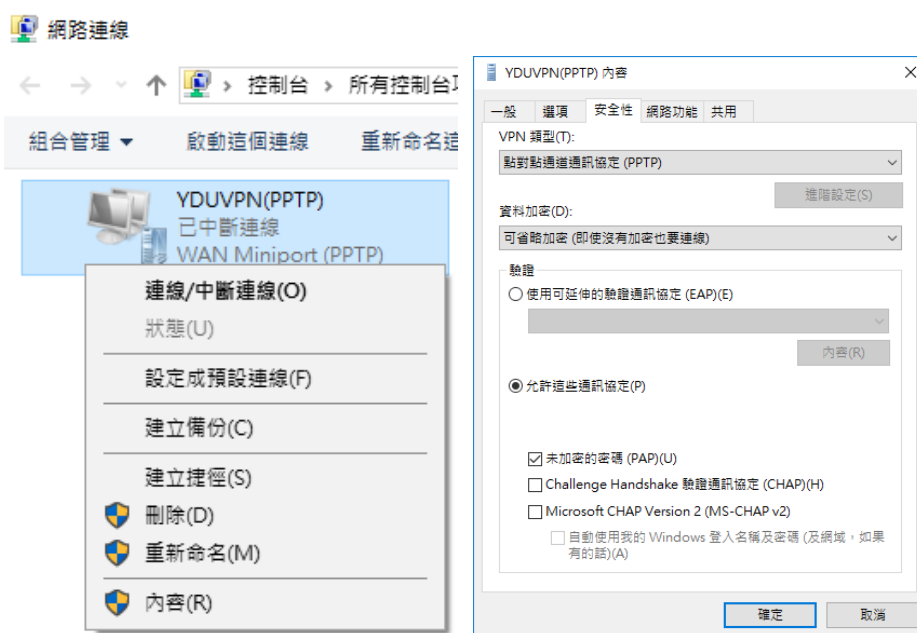 網路連線
控制台 › 所有控制台
組合管理 啟動這個連線 重新命名這
YDUVPN(PPTP)
已中斷連線
WAN Miniport (PPTP)
連線/中斷連線(O)
狀態(U)
設定成預設連線(F)
建立備份(C)
建立捷徑(S)
刪除(D)
重新命名(M)
內容(R)
YDUVPN(PPTP) 內容
一般 選項 安全性 網路功能 共用
VPN 類型(T):
點對點通道通訊協定 (PPTP)
進階設定(S)
資料加密(D):
可省略加密 (即使沒有加密也要連線)
驗證
使用可延伸的驗證通訊協定 (EAP)(E)
內容(R)
允許這些通訊協定(P)
未加密的密碼 (PAP)(U)
Challenge Handshake 驗證通訊協定 (CHAP)(H)
Microsoft CHAP Version 2 (MS-CHAP v2)
自動使用我的 Windows 登入名稱及密碼 (及網域，如果
有的話)(A)
確定 取消